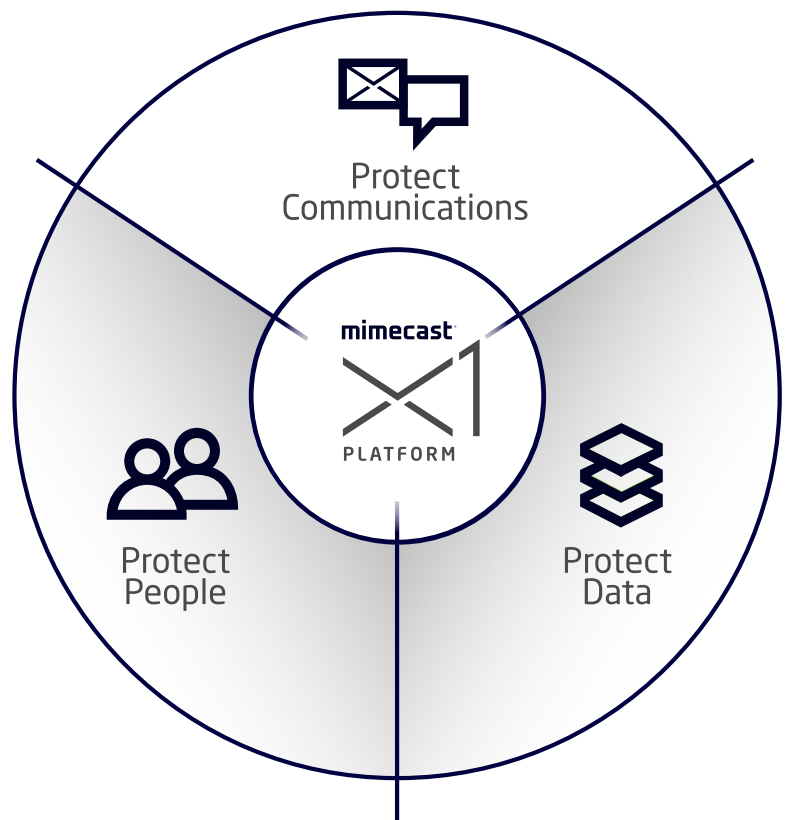 Protect
Communications
mimecast
X1
PLATFORM
Protect
People
Protect
Data